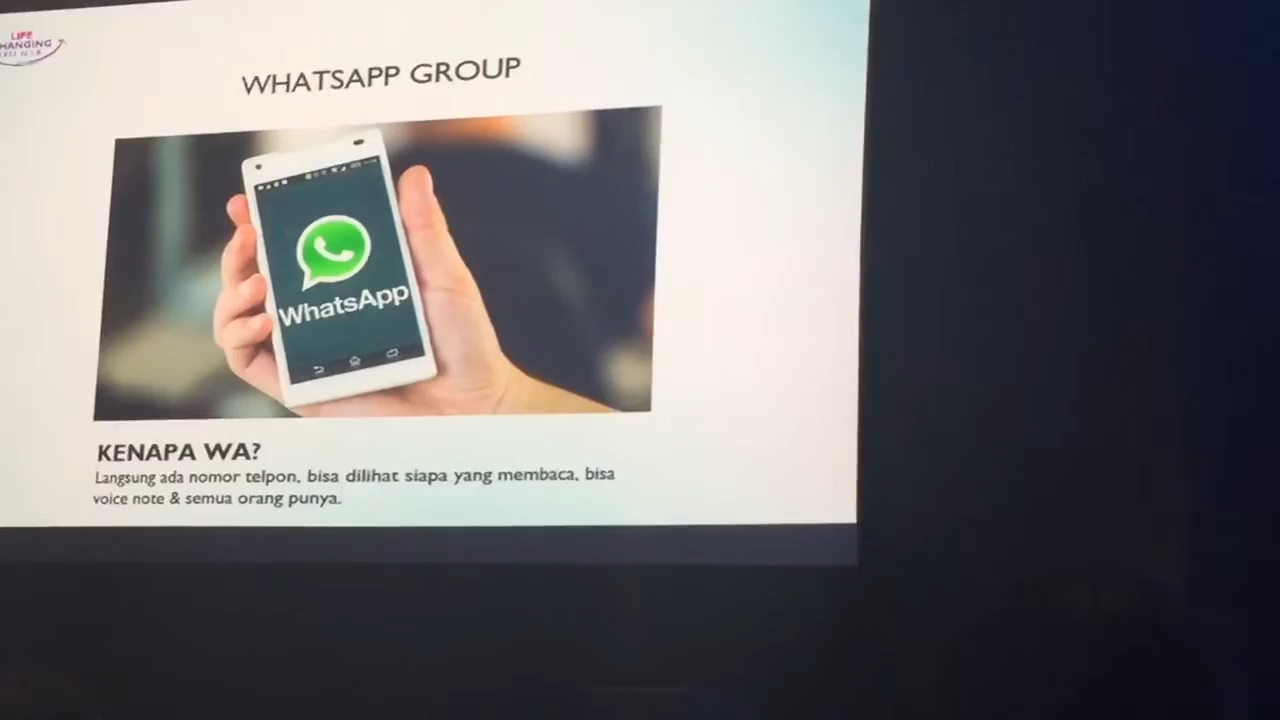 LIFE
WHATSAPP GROUP
WhatsApp
KENAPA WA?
Langsung ada nomor telpon, bisa dilihat siapa yang membaca, bisa
voice note & semua orang punya.